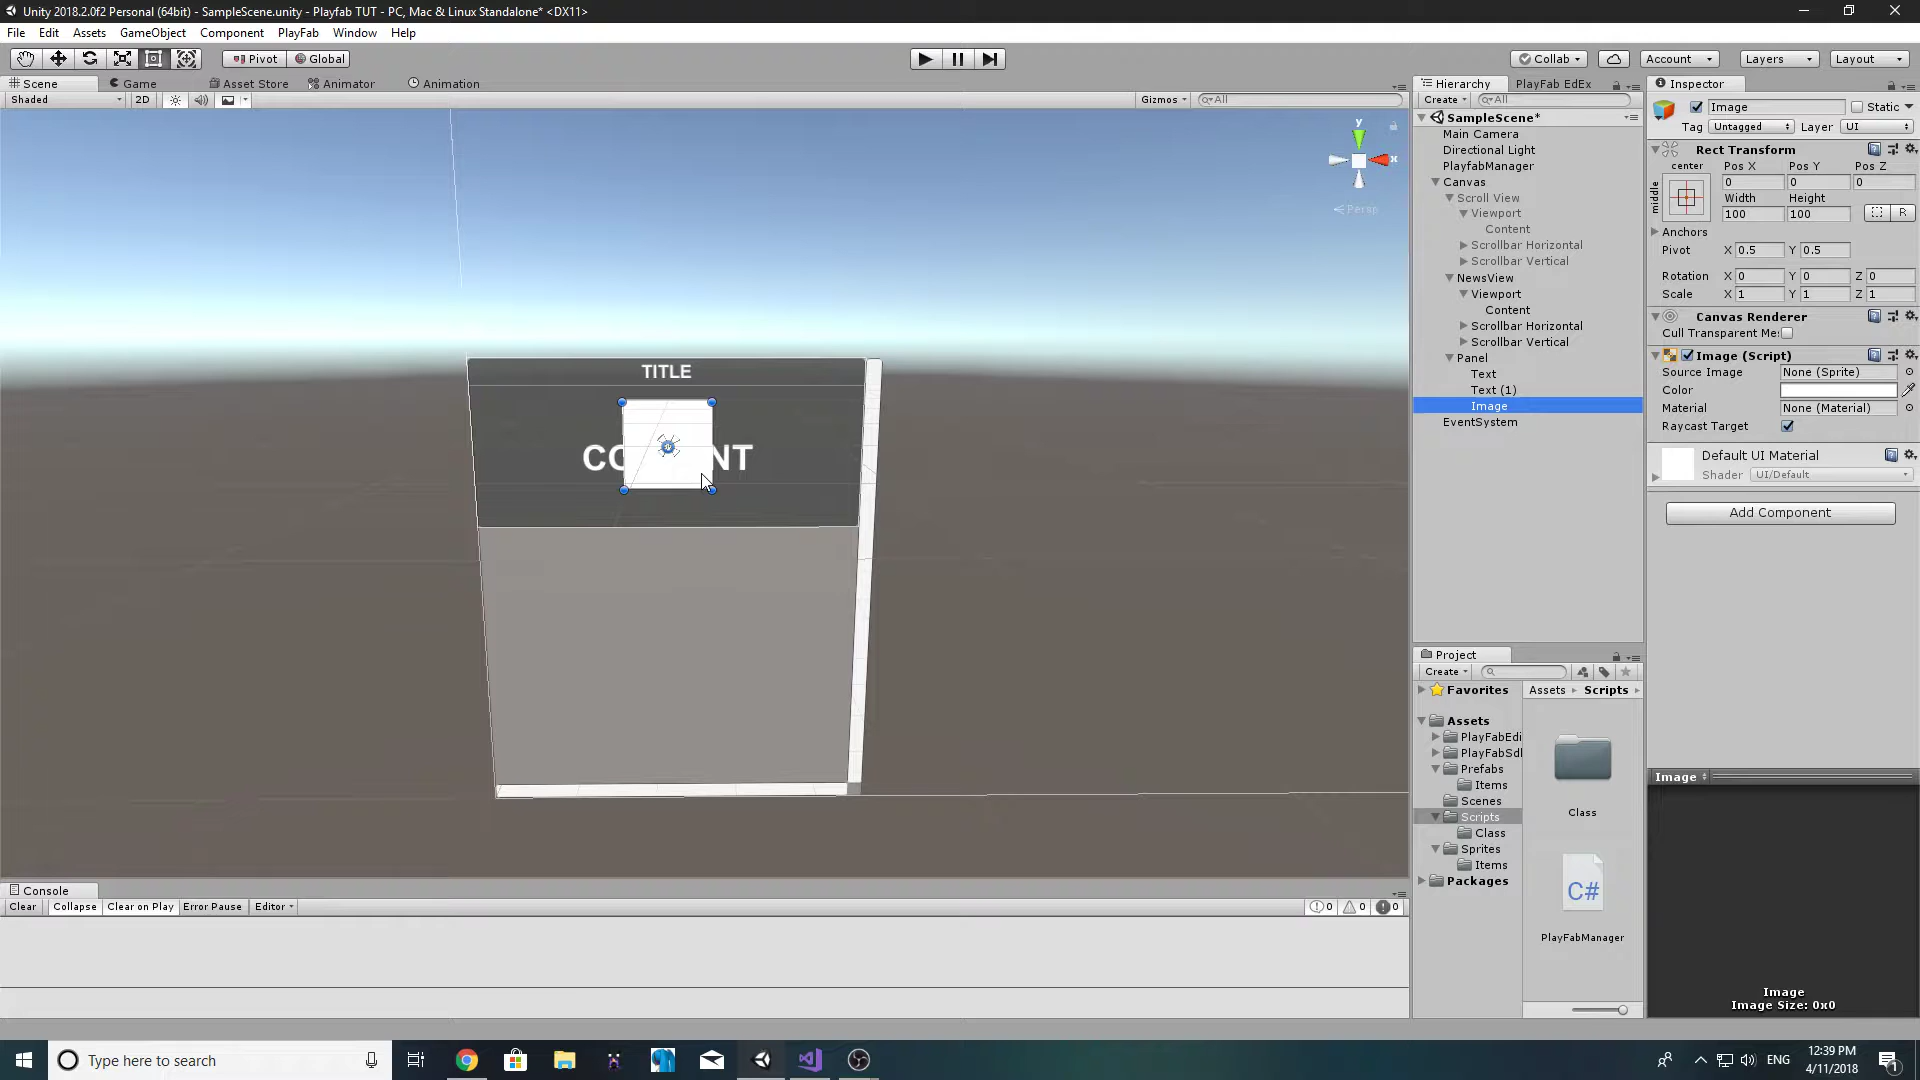 Unity 2018.2.0f2 Personal (64bit) - SampleScene.unity - Playfab TUT - PC, Mac & Linux Standalone* <DX11>
File Edit Assets GameObject Component PlayFab Window Help
Pivot Global Collab Account Layers Layout
Scene Game Asset Store Animator Animation
Shaded 2D Gizmos All
y
x
Persp
TITLE
Hierarchy PlayFab EdEx
Create All
SampleScene*
Main Camera
Directional Light
PlayfabManager
Canvas
Scroll View
Viewport
Content
Scrollbar Horizontal
Scrollbar Vertical
NewsView
Viewport
Content
Scrollbar Horizontal
Scrollbar Vertical
Panel
Text
Text (1)
Image
EventSystem
Inspector
Image Static
Tag Untagged Layer UI
Rect Transform
center Pos X Pos Y Pos Z
middle 0 0 0
Width Height
100 100 R
Anchors
Pivot X 0.5 Y 0.5
Rotation X 0 Y 0 Z 0
Scale X 1 Y 1 Z 1
Canvas Renderer
Cull Transparent Me:
Image (Script)
Source Image None (Sprite)
Color
Material None (Material)
Raycast Target
Default UI Material
Shader UI/Default
Add Component
Project
Create
Favorites
Assets
PlayFabEdi
PlayFabSdl
Prefabs
Items
Scenes
Scripts
Class
Sprites
Items
Packages
Assets Scripts
Class
C#
PlayFabManager
Image
Image
Image Size: 0x0
Console
Clear Collapse Clear on Play Error Pause Editor 0 0 0
Type here to search
ENG
12:39 PM
4/11/2018
1